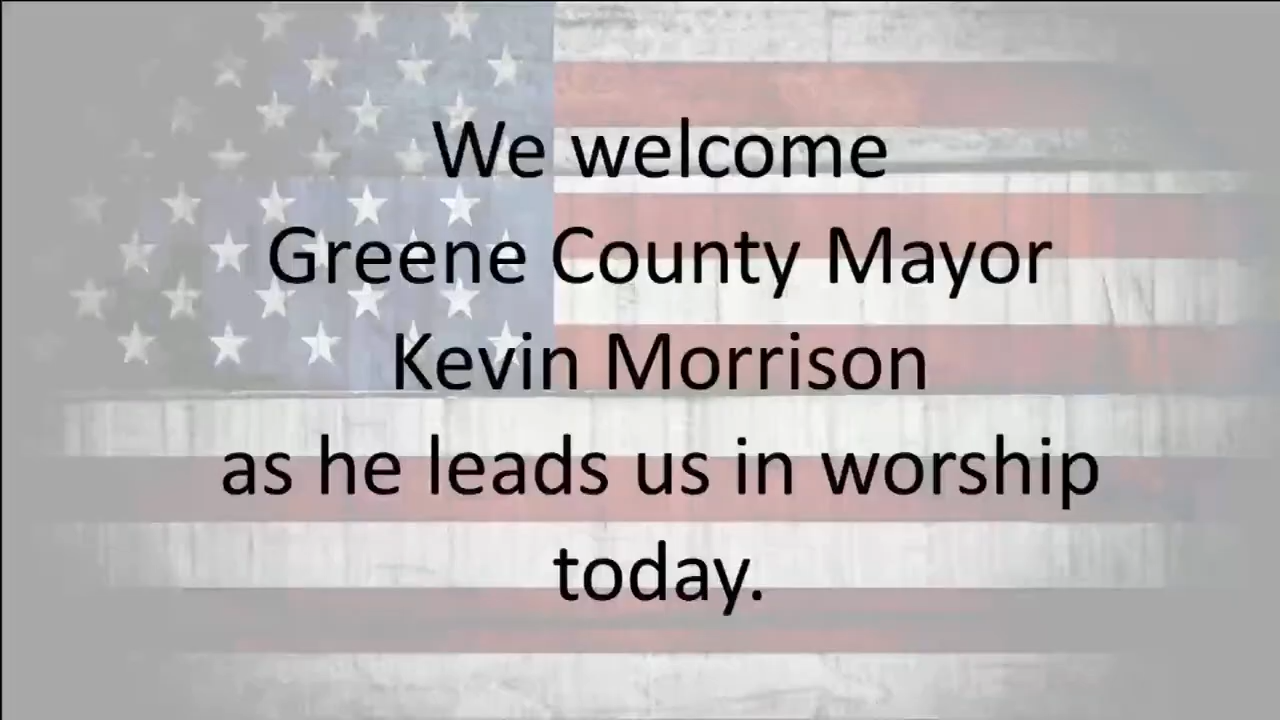 We welcome
Greene County Mayor
Kevin Morrison
as he leads us in worship
today.